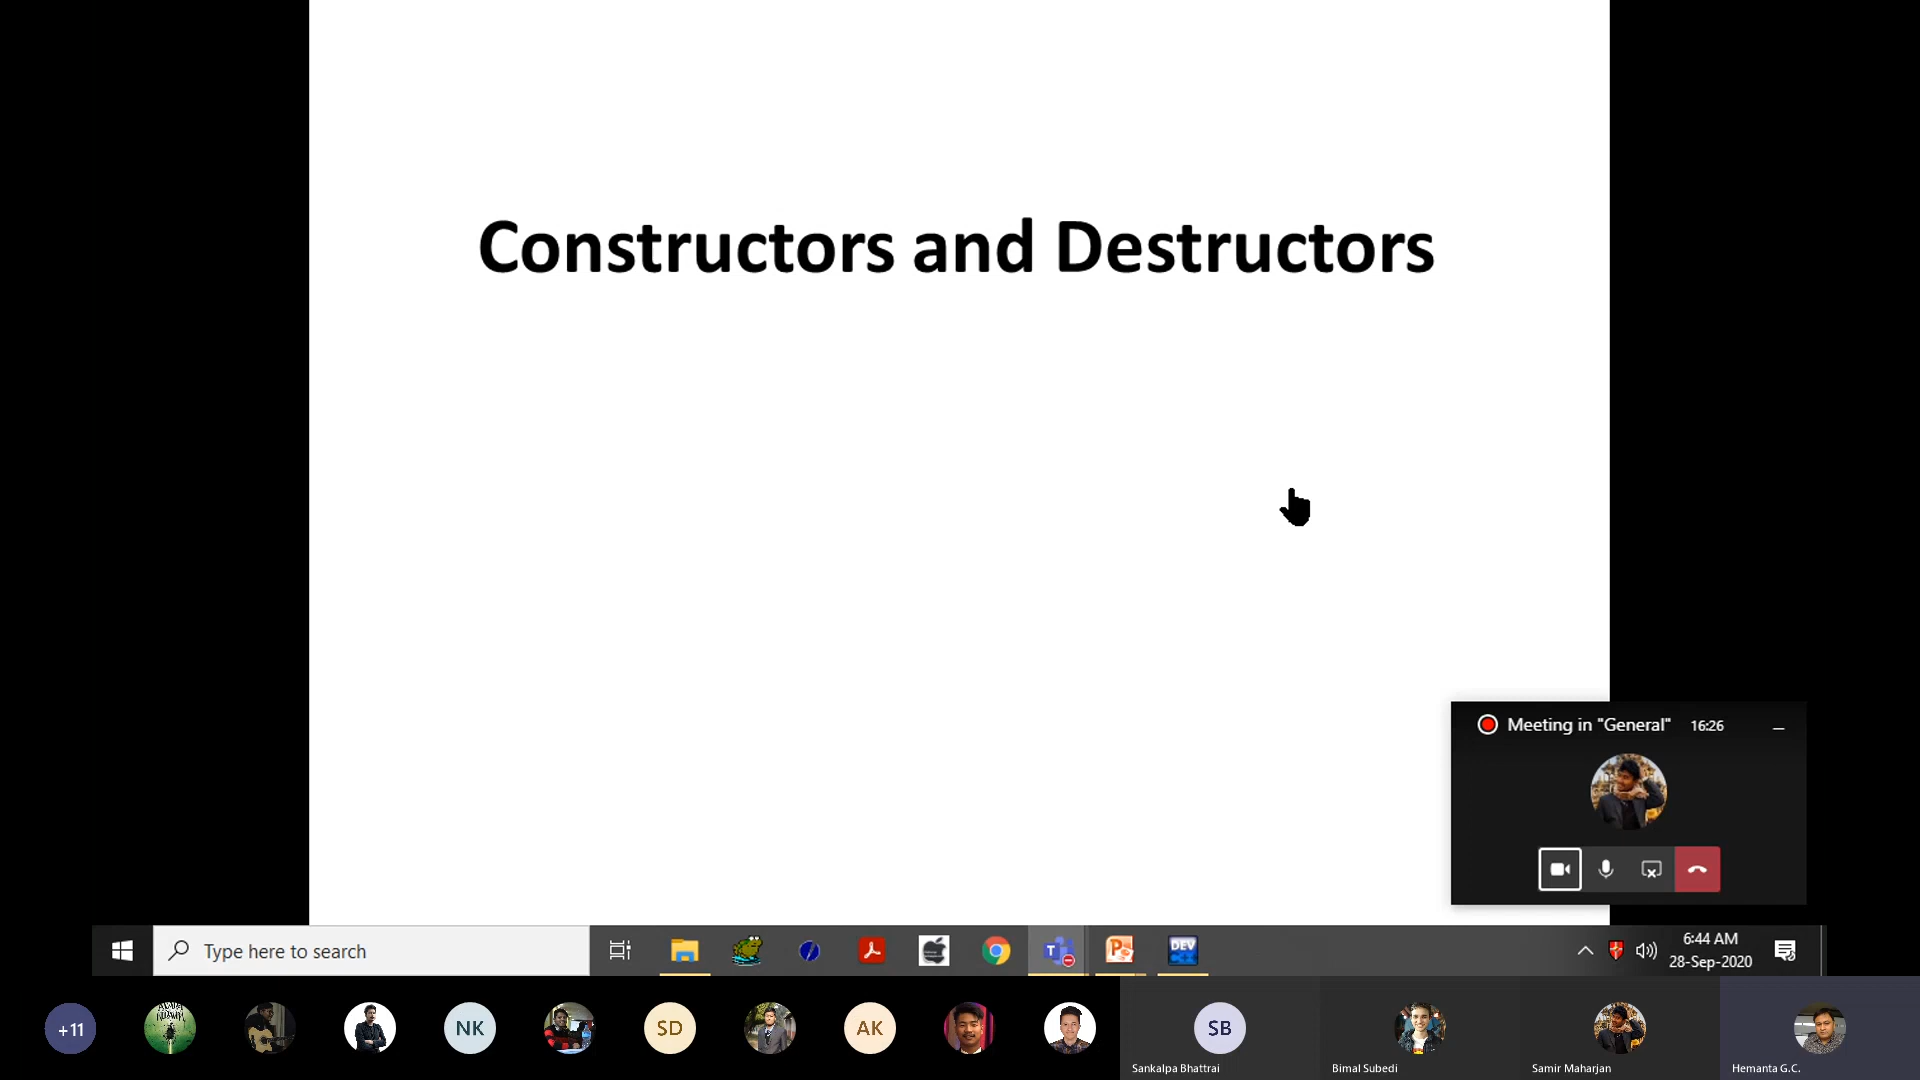 Constructors and Destructors
Meeting in "General" 16:26
Type here to search
DEV
C++
6:44 AM
28-Sep-2020
+11
NK
SD
AK
SB
Sankalpa Bhattrai
Bimal Subedi
Samir Maharjan
Hemanta G.C.